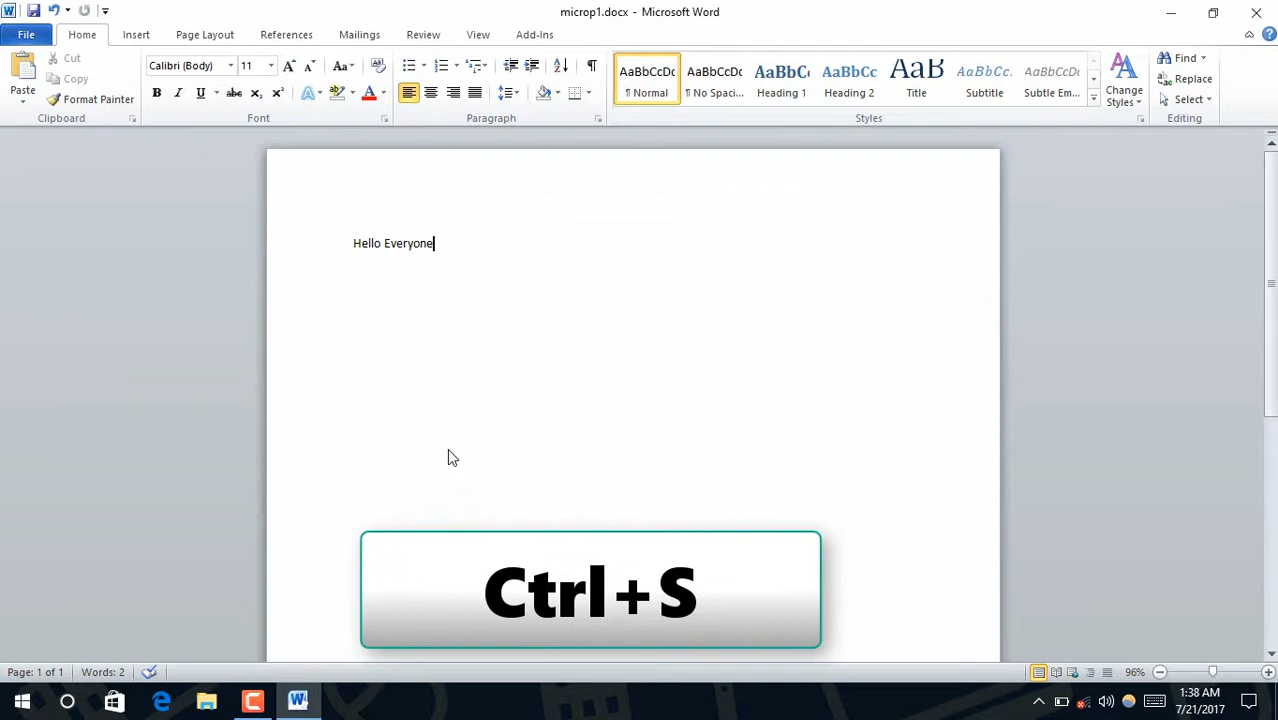 microp1.docx - Microsoft Word
File Home Insert Page Layout References Mailings Review View Add-Ins
Paste
Cut
Copy
Format Painter
Clipboard
Calibri (Body) 11
Font
Paragraph
AaBbCcDc AaBbCcDc AaBbCc AaBbCc AaB AaBbCc. AaBbCcDc
¶ Normal ¶ No Spaci... Heading 1 Heading 2 Title Subtitle Subtle Em...
Change
Styles
Styles
Find
Replace
Select
Editing
Hello Everyone
Ctrl+S
Page: 1 of 1 Words: 2 96%
1:38 AM
7/21/2017